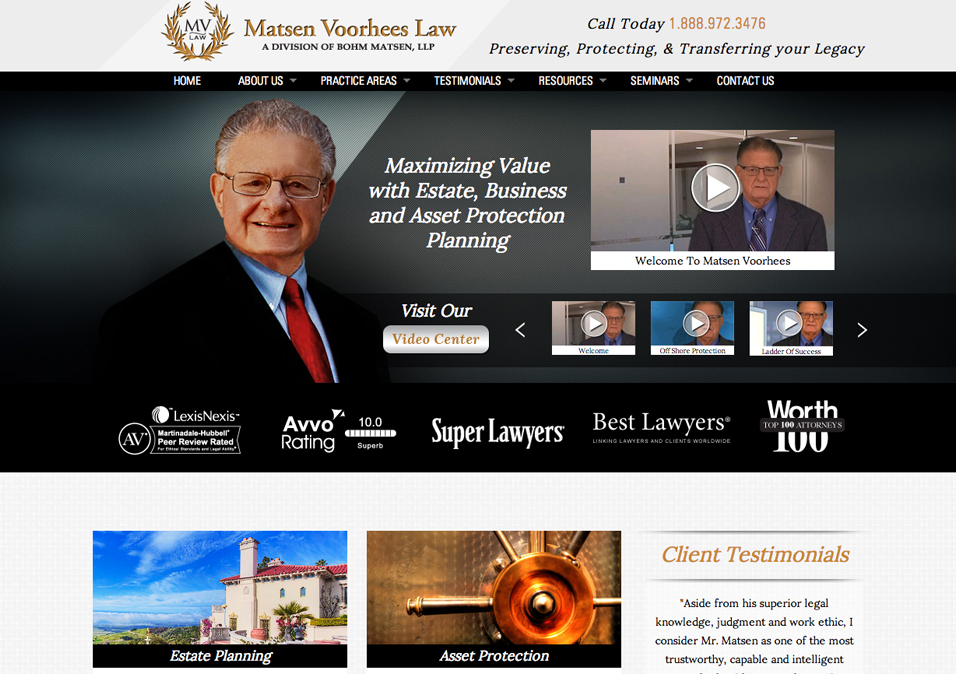 MV
LAW
Matsen Voorhees Law
A DIVISION OF BOHM MATSEN, LLP
Call Today 1.888.972.3476
Preserving, Protecting, & Transferring your Legacy
HOME ABOUT US PRACTICE AREAS TESTIMONIALS RESOURCES SEMINARS CONTACT US
Maximizing Value
with Estate, Business
and Asset Protection
Planning
Welcome To Matsen Voorhees
Visit Our
Video Center
Welcome
Off Shore Protection
Ladder Of Success
LexisNexis™
AV® Martindale-Hubbell®
Peer Review Rated
For Ethical Standards and Legal Ability®
Avvo 10.0
Rating Superb
Super Lawyers®
Best Lawyers®
LINKING LAWYERS AND CLIENTS WORLDWIDE
Worth
TOP 100 ATTORNEYS
100
Estate Planning
Asset Protection
Client Testimonials
"Aside from his superior legal
knowledge, judgment and work ethic, I
consider Mr. Matsen as one of the most
trustworthy, capable and intelligent